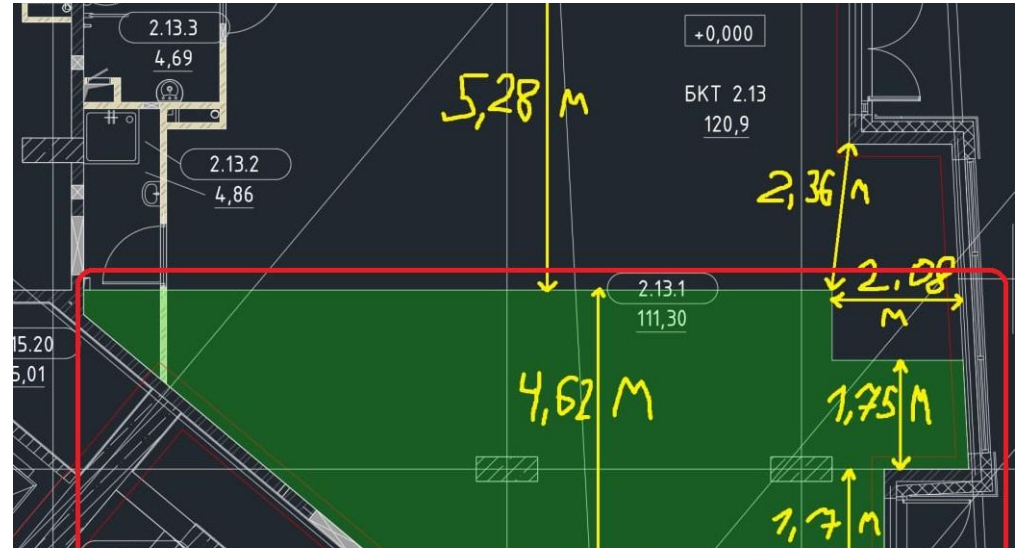 2.13.3
4,69
+0,000
5,28 м
БКТ 2.13
120,9
2.13.2
4,86
2,36 м
2.13.1
111,30
2.08
м
15.20
5,01
4,62 м
1,75 м
1,7 м